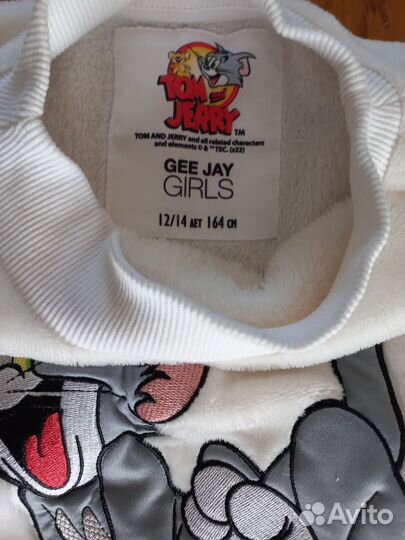 TOM and
JERRY™
TOM AND JERRY and all related characters
and elements © & ™ TEC. (s22)
GEE JAY
GIRLS
12/14 ЛЕТ 164 СМ
Avito